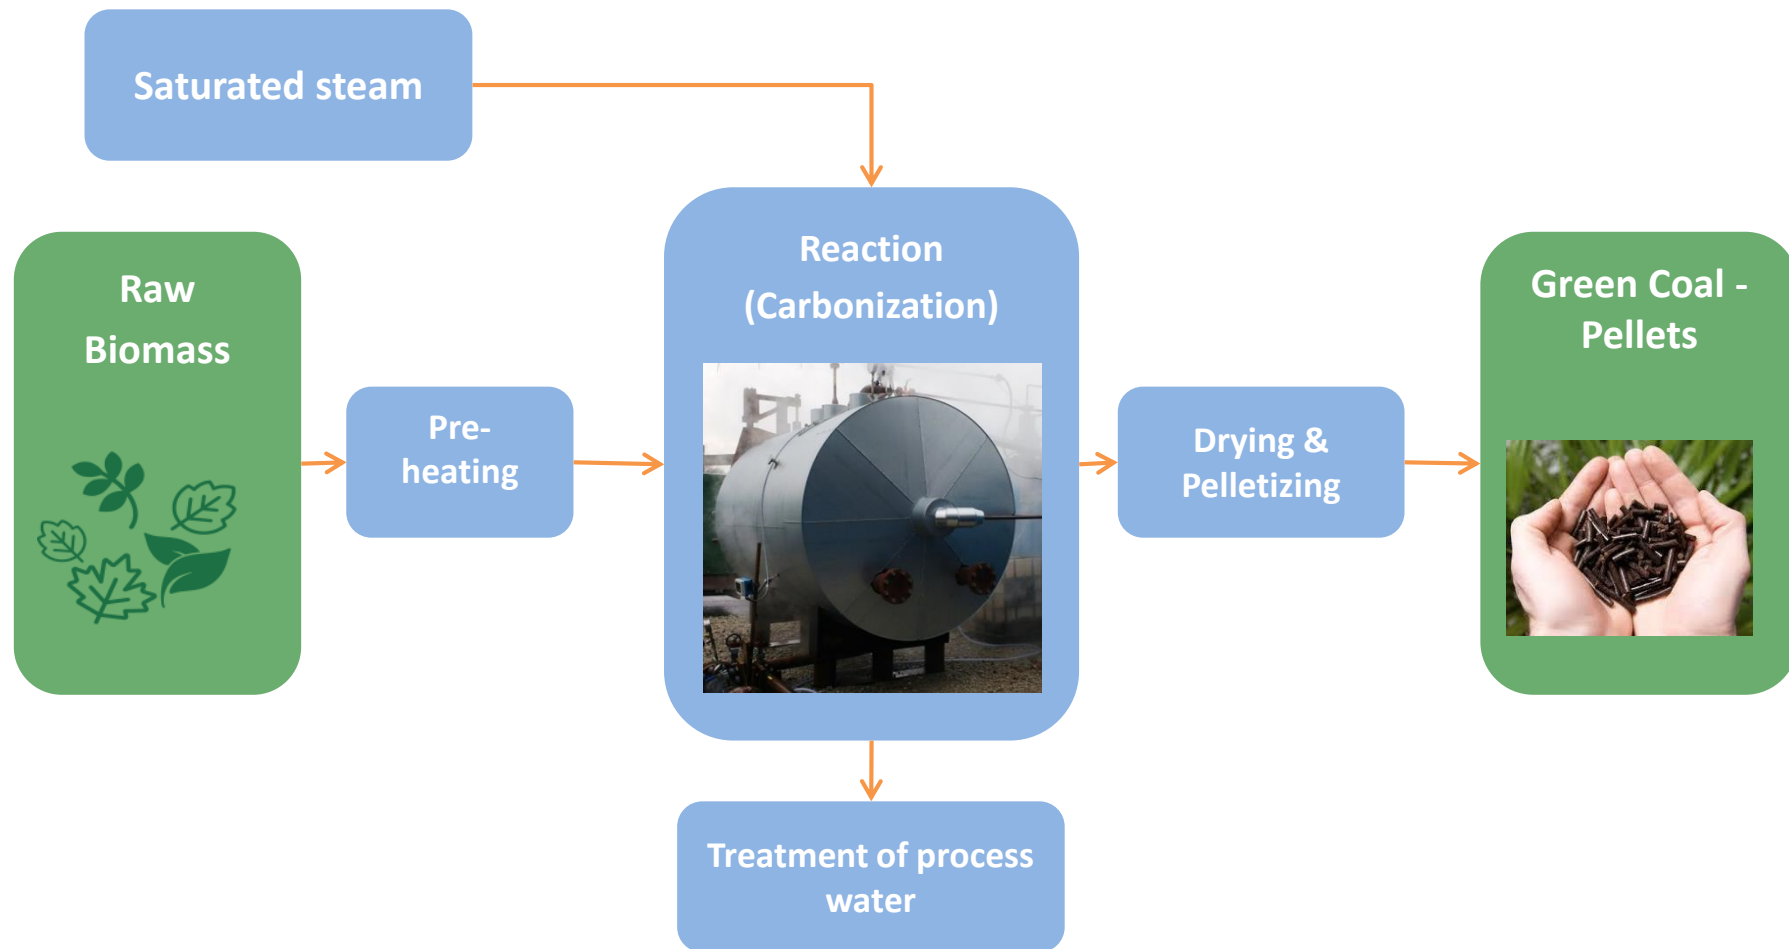 Saturated steam
Raw
Biomass
Pre-
heating
Reaction
(Carbonization)
Drying &
Pelletizing
Green Coal -
Pellets
Treatment of process
water